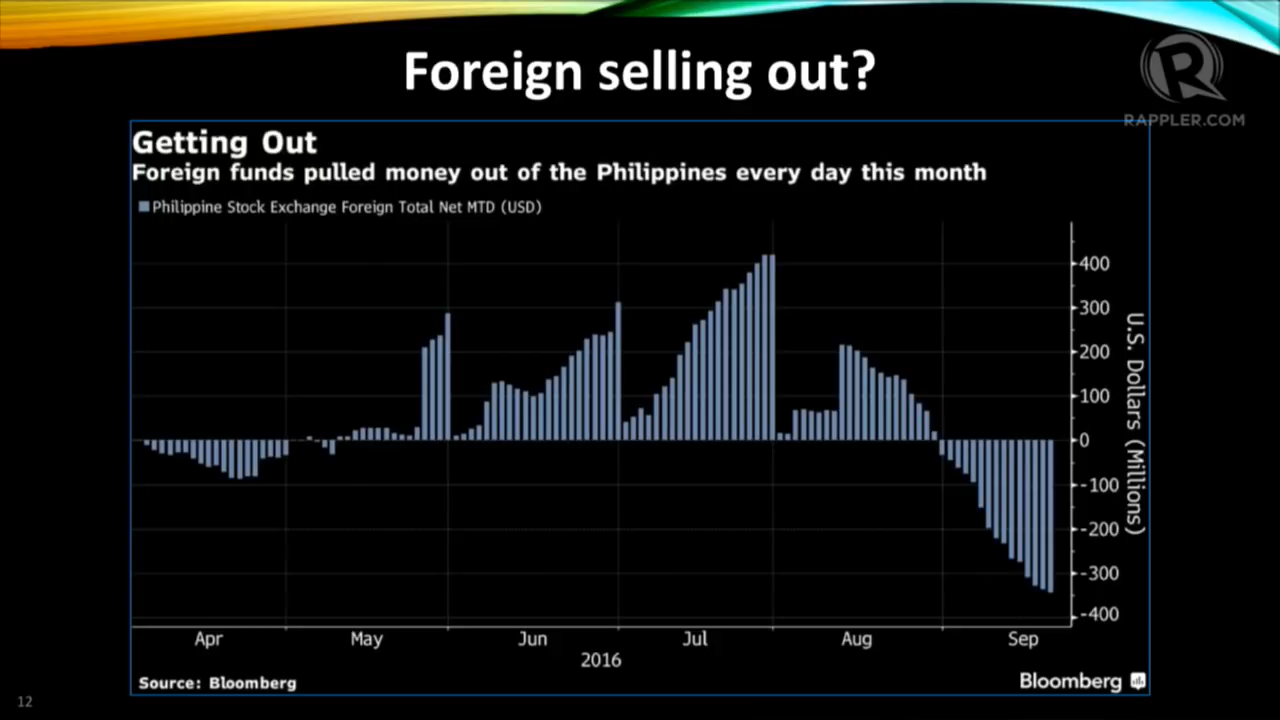 Foreign selling out?
R
RAPPLER.COM
Getting Out
Foreign funds pulled money out of the Philippines every day this month
Philippine Stock Exchange Foreign Total Net MTD (USD)
400
300
200
100
0
-100
-200
-300
-400
U.S. Dollars (Millions)
Apr May Jun Jul Aug Sep
2016
Source: Bloomberg
Bloomberg
12